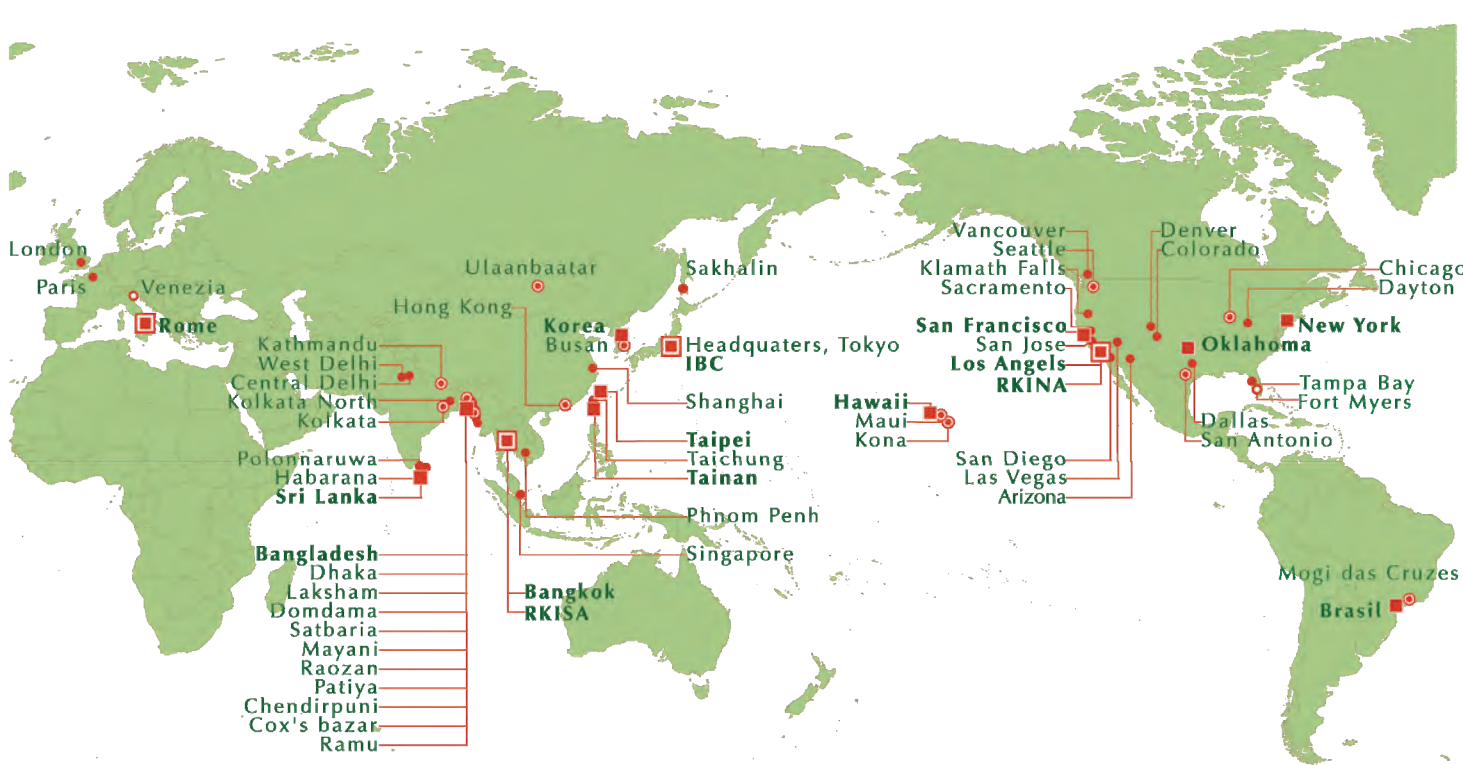 London
Paris
Venezia
Rome
Ulaanbaatar
Hong Kong
Sakhalin
Korea
Busan
Headquaters, Tokyo
IBC
Kathmandu
West Delhi
Central Delhi
Kolkata North
Kolkata
Polonnaruwa
Habarana
Sri Lanka
Shanghai
Taipei
Taichung
Tainan
Phnom Penh
Singapore
Bangladesh
Dhaka
Laksham
Domdama
Satbaria
Mayani
Raozan
Patiya
Chendirpuni
Cox's bazar
Ramu
Bangkok
RKISA
Vancouver
Seattle
Klamath Falls
Sacramento
San Francisco
San Jose
Los Angels
RKINA
Hawaii
Maui
Kona
San Diego
Las Vegas
Arizona
Denver
Colorado
Chicago
Dayton
New York
Oklahoma
Tampa Bay
Fort Myers
Dallas
San Antonio
Mogi das Cruzes
Brasil